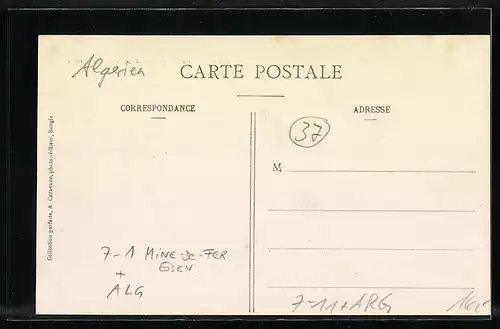 Algerien
CARTE POSTALE
CORRESPONDANCE
ADRESSE
37
M
Collection parfaite, A. Caravano, photo-éditeur, Bougie
7-1 MINE-DE-FER
EISEN
+
ALG
7-11+ARG